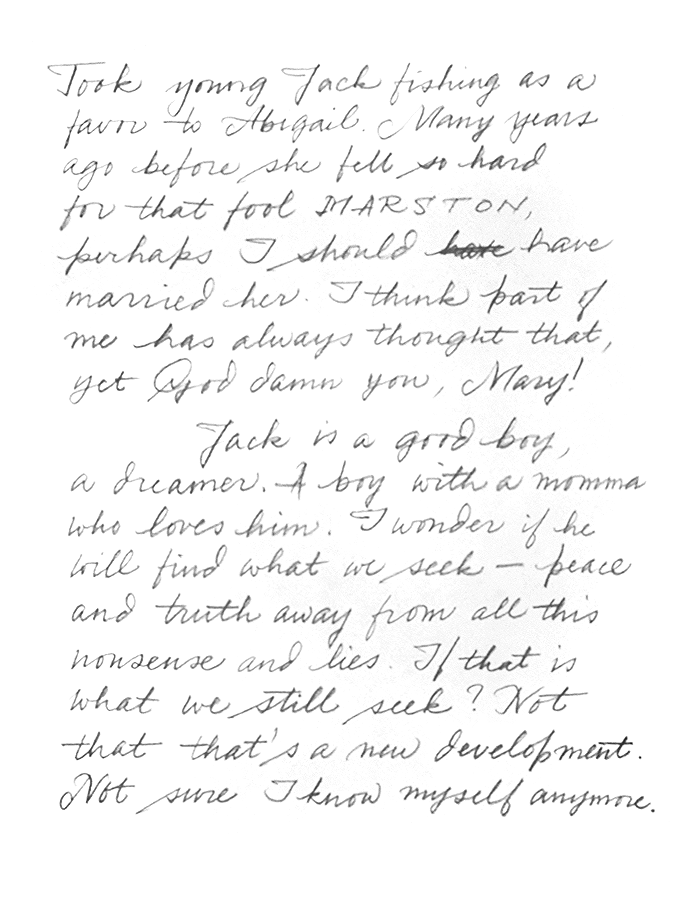 Took young Jack fishing as a
favor to Abigail. Many years
ago before she fell so hard
for that fool MARSTON,
perhaps I should have have
married her. I think part of
me has always thought that,
yet God damn you, Mary!
Jack is a good boy,
a dreamer. A boy with a momma
who loves him. I wonder if he
will find what we seek — peace
and truth away from all this
nonsense and lies. If that is
what we still seek? Not
that that's a new development.
Not sure I know myself anymore.